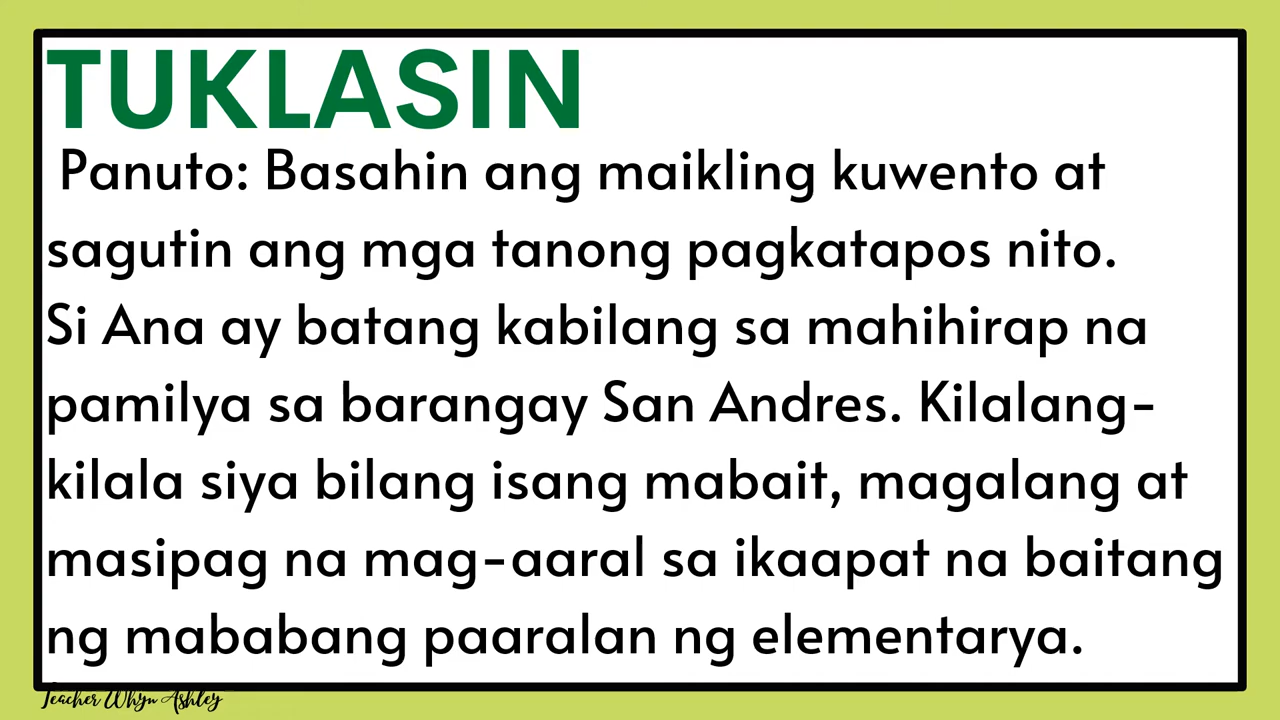 TUKLASIN
Panuto: Basahin ang maikling kuwento at
sagutin ang mga tanong pagkatapos nito.
Si Ana ay batang kabilang sa mahihirap na
pamilya sa barangay San Andres. Kilalang-
kilala siya bilang isang mabait, magalang at
masipag na mag-aaral sa ikaapat na baitang
ng mababang paaralan ng elementarya.
Teacher Whyn Ashley